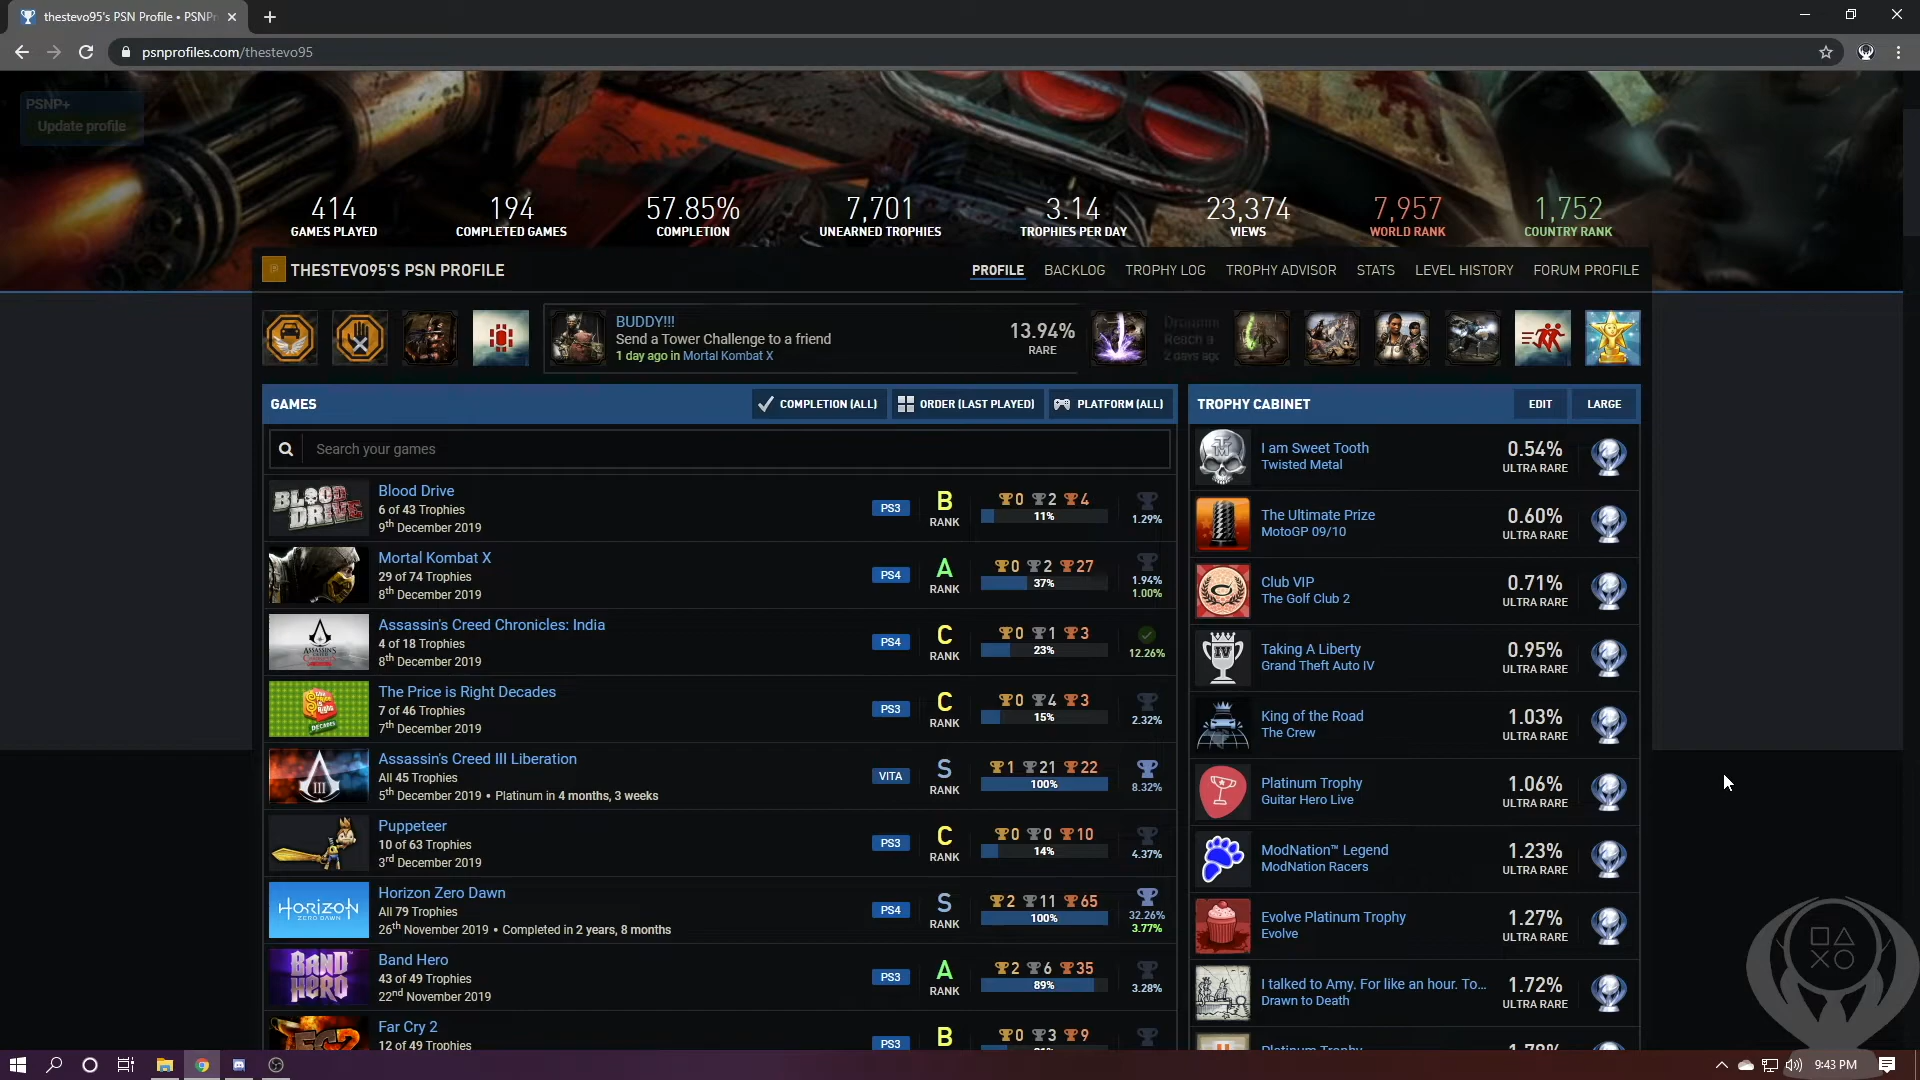 thestevo95's PSN Profile • PSNPr
psnprofiles.com/thestevo95
PSNP+
Update profile
414
GAMES PLAYED
194
COMPLETED GAMES
57.85%
COMPLETION
7,701
UNEARNED TROPHIES
3.14
TROPHIES PER DAY
23,374
VIEWS
7,957
WORLD RANK
1,752
COUNTRY RANK
THESTEVO95'S PSN PROFILE
PROFILE BACKLOG TROPHY LOG TROPHY ADVISOR STATS LEVEL HISTORY FORUM PROFILE
BUDDY!!!
Send a Tower Challenge to a friend
1 day ago in Mortal Kombat X
13.94%
RARE
Reach a
2 days ago
GAMES
COMPLETION (ALL) ORDER (LAST PLAYED) PLATFORM (ALL)
Search your games
BLOOD DRIVE
Blood Drive
6 of 43 Trophies
9th December 2019
PS3
B
RANK
0 2 4
11%
1.29%
Mortal Kombat X
29 of 74 Trophies
8th December 2019
PS4
A
RANK
0 2 27
37%
1.94%
1.00%
Assassin's Creed Chronicles: India
4 of 18 Trophies
8th December 2019
PS4
C
RANK
0 1 3
23%
12.26%
The Price is Right Decades
7 of 46 Trophies
7th December 2019
PS3
C
RANK
0 4 3
15%
2.32%
III
Assassin's Creed III Liberation
All 45 Trophies
5th December 2019 • Platinum in 4 months, 3 weeks
VITA
S
RANK
1 21 22
100%
8.32%
Puppeteer
10 of 63 Trophies
3rd December 2019
PS3
C
RANK
0 0 10
14%
4.37%
HORIZON
ZERO DAWN
Horizon Zero Dawn
All 79 Trophies
26th November 2019 • Completed in 2 years, 8 months
PS4
S
RANK
2 11 65
100%
32.26%
3.77%
BAND
HERO
Band Hero
43 of 49 Trophies
22nd November 2019
PS3
A
RANK
2 6 35
89%
3.28%
FC2
Far Cry 2
12 of 49 Trophies
PS3
B
0 3 9
TROPHY CABINET
EDIT LARGE
I am Sweet Tooth
Twisted Metal
0.54%
ULTRA RARE
The Ultimate Prize
MotoGP 09/10
0.60%
ULTRA RARE
Club VIP
The Golf Club 2
0.71%
ULTRA RARE
IV
Taking A Liberty
Grand Theft Auto IV
0.95%
ULTRA RARE
King of the Road
The Crew
1.03%
ULTRA RARE
Platinum Trophy
Guitar Hero Live
1.06%
ULTRA RARE
ModNation™ Legend
ModNation Racers
1.23%
ULTRA RARE
Evolve Platinum Trophy
Evolve
1.27%
ULTRA RARE
I talked to Amy. For like an hour. To...
Drawn to Death
1.72%
ULTRA RARE
Platinum Trophy
9:43 PM